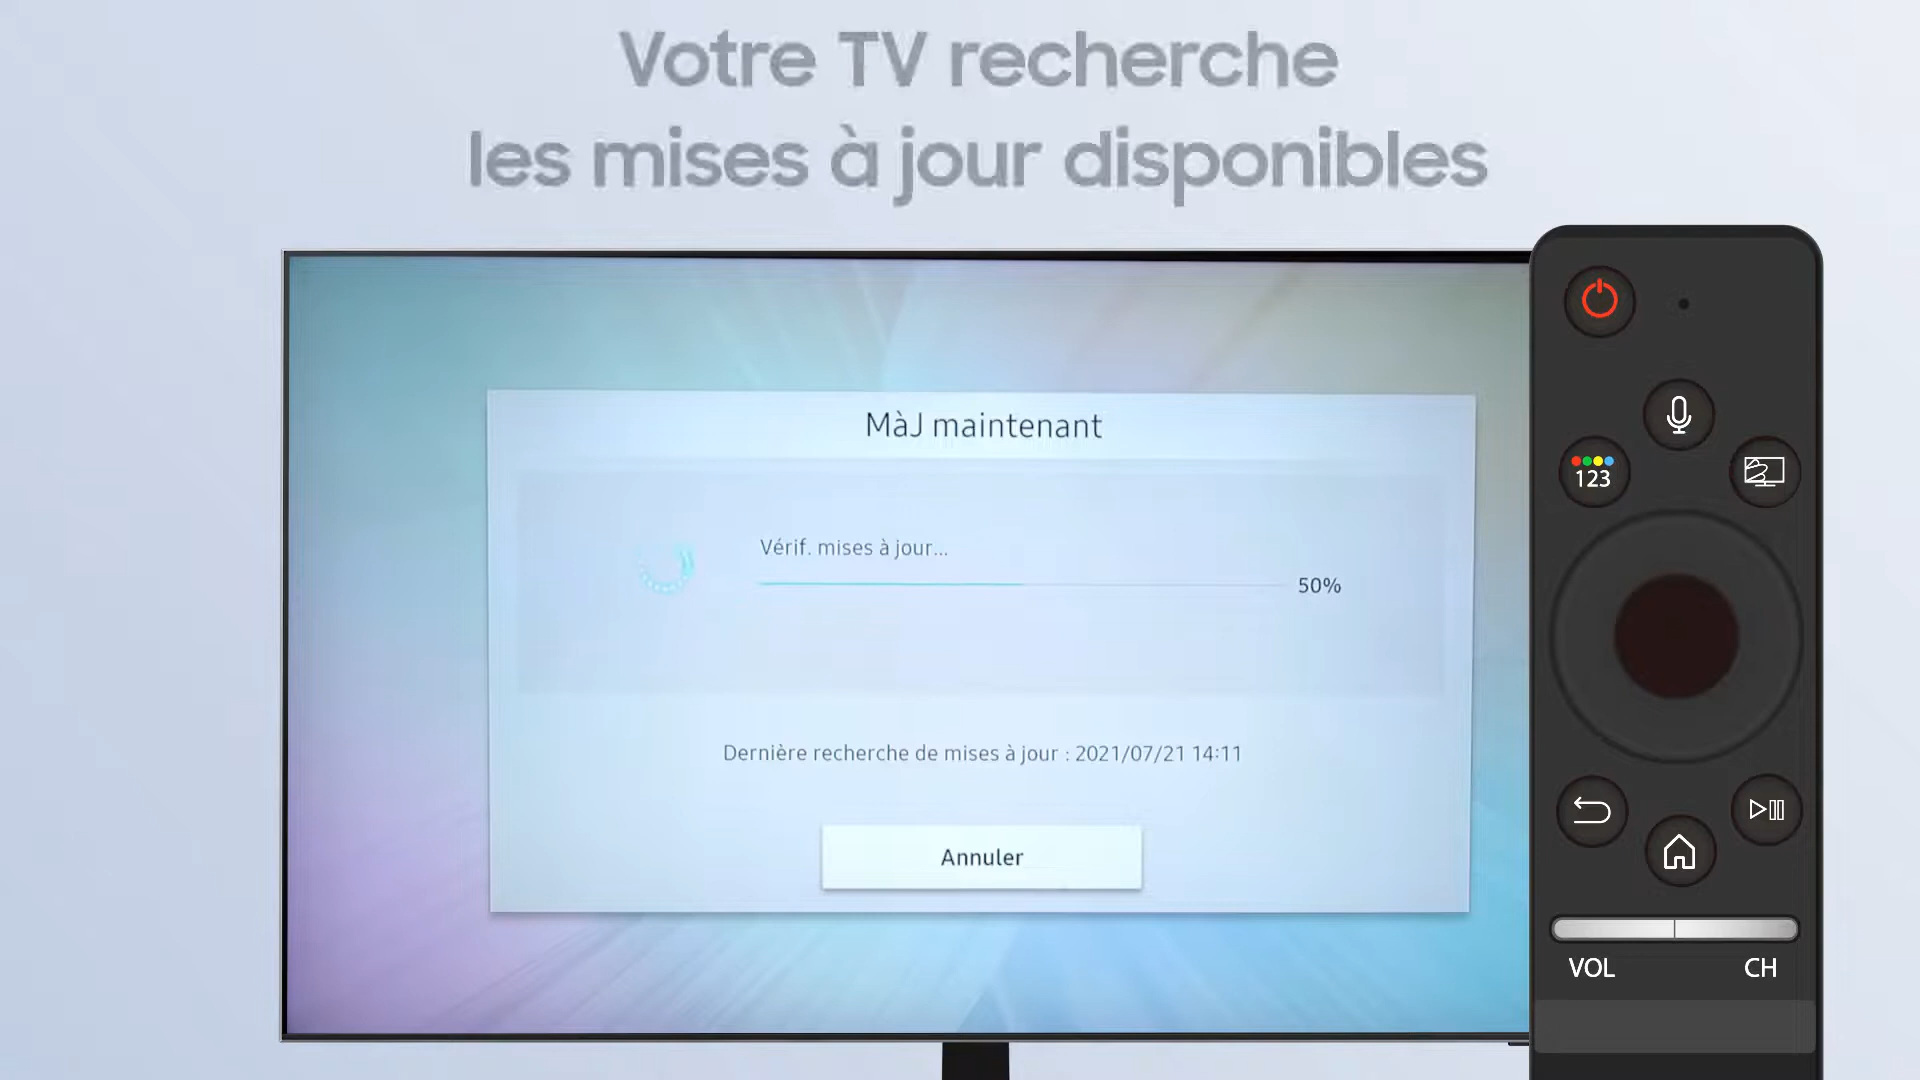 Votre TV recherche
les mises à jour disponibles
MàJ maintenant
Vérif. mises à jour...
50%
Dernière recherche de mises à jour : 2021/07/21 14:11
Annuler
123
VOL
CH